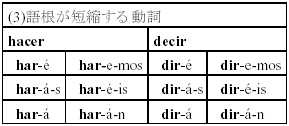 (3)語根が短縮する動詞
hacer decir
har-é har-e-mos dir-é dir-e-mos
har-á-s har-é-is dir-á-s dir-é-is
har-á har-á-n dir-á dir-á-n